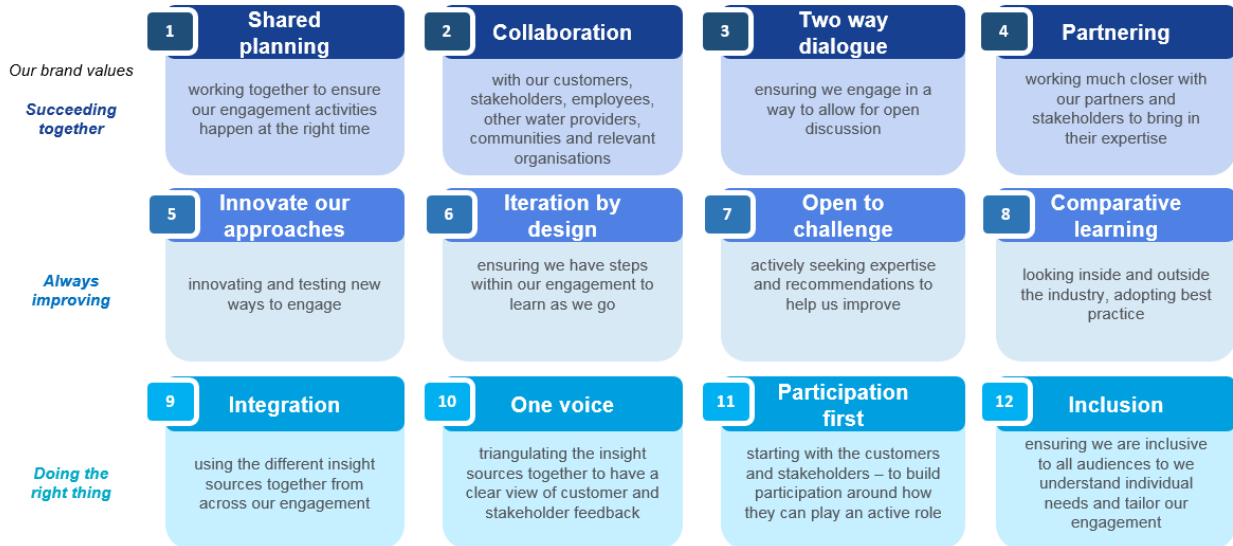 Our brand values
Succeeding
together
1
Shared
planning
working together to ensure
our engagement activities
happen at the right time
2
Collaboration
with our customers,
stakeholders, employees,
other water providers,
communities and relevant
organisations
3
Two way
dialogue
ensuring we engage in a
way to allow for open
discussion
4
Partnering
working much closer with
our partners and
stakeholders to bring in
their expertise
Always
improving
5
Innovate our
approaches
innovating and testing new
ways to engage
6
Iteration by
design
ensuring we have steps
within our engagement to
learn as we go
7
Open to
challenge
actively seeking expertise
and recommendations to
help us improve
8
Comparative
learning
looking inside and outside
the industry, adopting best
practice
Doing the
right thing
9
Integration
using the different insight
sources together from
across our engagement
10
One voice
triangulating the insight
sources together to have a
clear view of customer and
stakeholder feedback
11
Participation
first
starting with the customers
and stakeholders – to build
participation around how
they can play an active role
12
Inclusion
ensuring we are inclusive
to all audiences to we
understand individual
needs and tailor our
engagement